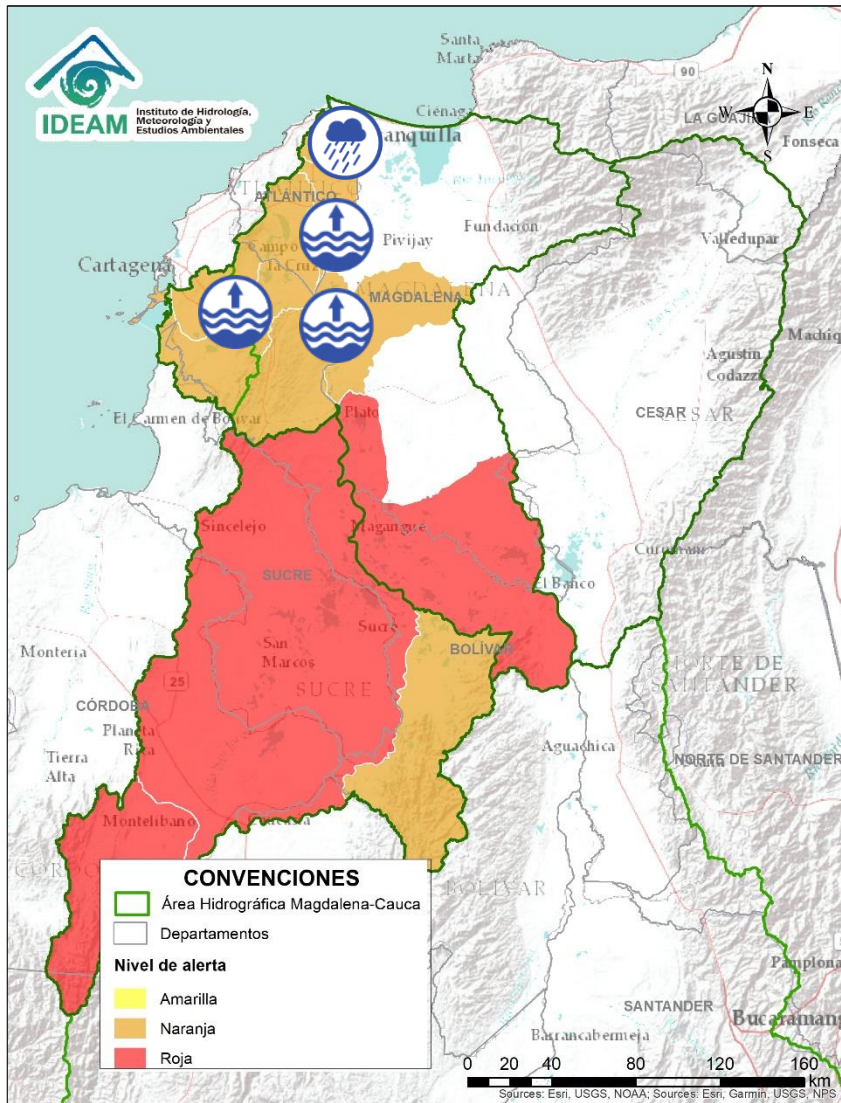 IDEAM
Instituto de Hidrología,
Meteorología y
Estudios Ambientales
Santa
Marta
90
N
W
E
S
Ciénaga
anquilla
LA GUAJIR
Fonseca
ATLÁNTICO
Pivijay
Fundación
Valledupar
Campo
la Cruz
Cartagena
MAGDALENA
Agustín
Codazzi
El Carmen de Bolívar
Plato
CESAR
CESAR
Sincelejo
Magangué
Curumaní
SUCRE
El Banco
Sucre
Montería
San
Marcos
BOLÍVAR
25
SUCRE
NORTE DE
SANTANDER
CÓRDOBA
Planeta
Rica
Tierra
Alta
Aguachica
NORTE DE SANTANDER
Montelíbano
Caucasia
BOLÍVAR
CONVENCIONES
Área Hidrográfica Magdalena-Cauca
Departamentos
Nivel de alerta
Amarilla
Naranja
Roja
Pamplona
SANTANDER
Bucaramang
Barrancabermeja
0 20 40 80 120 160
km
Sources: Esri, USGS, NOAA; Sources: Esri, Garmin, USGS, NPS